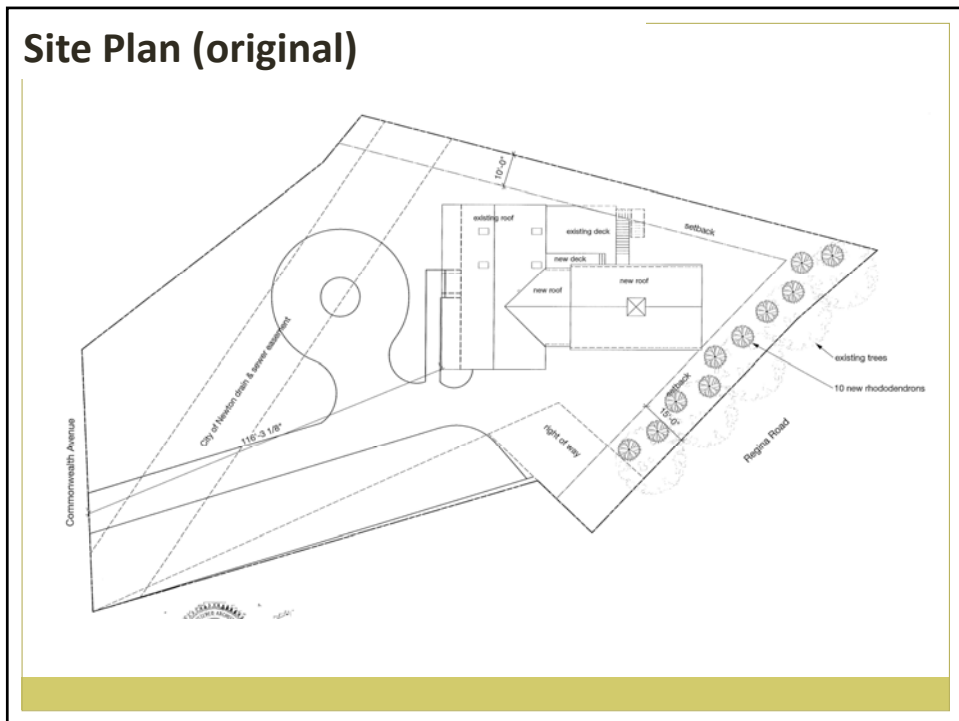 Site Plan (original)
10'-0"
existing roof
existing deck
setback
new deck
new roof
new roof
existing trees
10 new rhododendrons
setback
15'-0"
right of way
Regina Road
City of Newton drain & sewer easement
116'-3 1/8"
Commonwealth Avenue